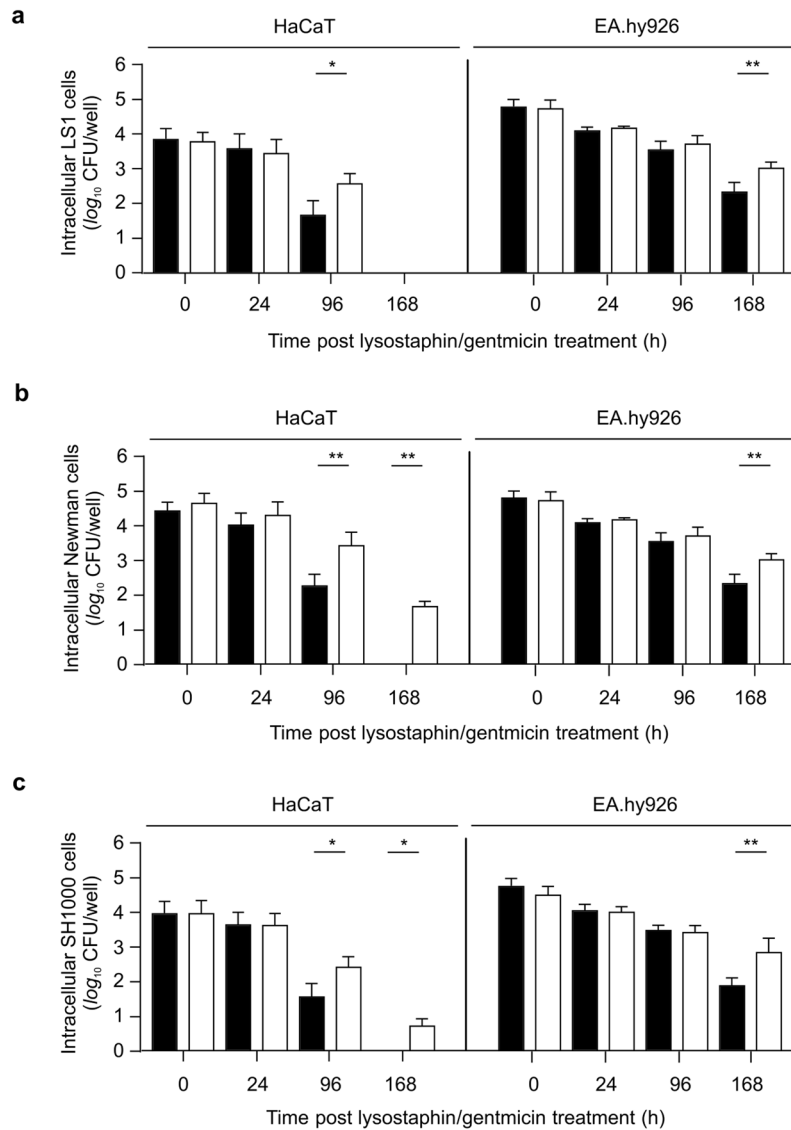 a
HaCaT
EA.hy926
*
**
Intracellular LS1 cells
(log₁₀ CFU/well)
6
5
4
3
2
1
0
0 24 96 168 0 24 96 168
Time post lysostaphin/gentmicin treatment (h)
b
HaCaT
EA.hy926
** ** **
Intracellular Newman cells
(log₁₀ CFU/well)
6
5
4
3
2
1
0
0 24 96 168 0 24 96 168
Time post lysostaphin/gentmicin treatment (h)
c
HaCaT
EA.hy926
* * **
Intracellular SH1000 cells
(log₁₀ CFU/well)
6
5
4
3
2
1
0
0 24 96 168 0 24 96 168
Time post lysostaphin/gentmicin treatment (h)